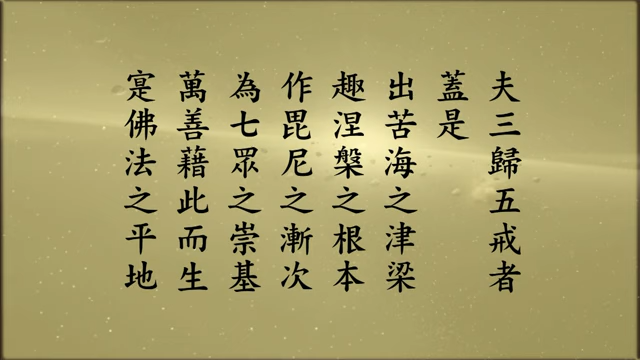 夫三歸五戒者
蓋是
出苦海之津梁
趣涅槃之根本
作毘尼之漸次
為七眾之崇基
萬善藉此而生
寔佛法之平地